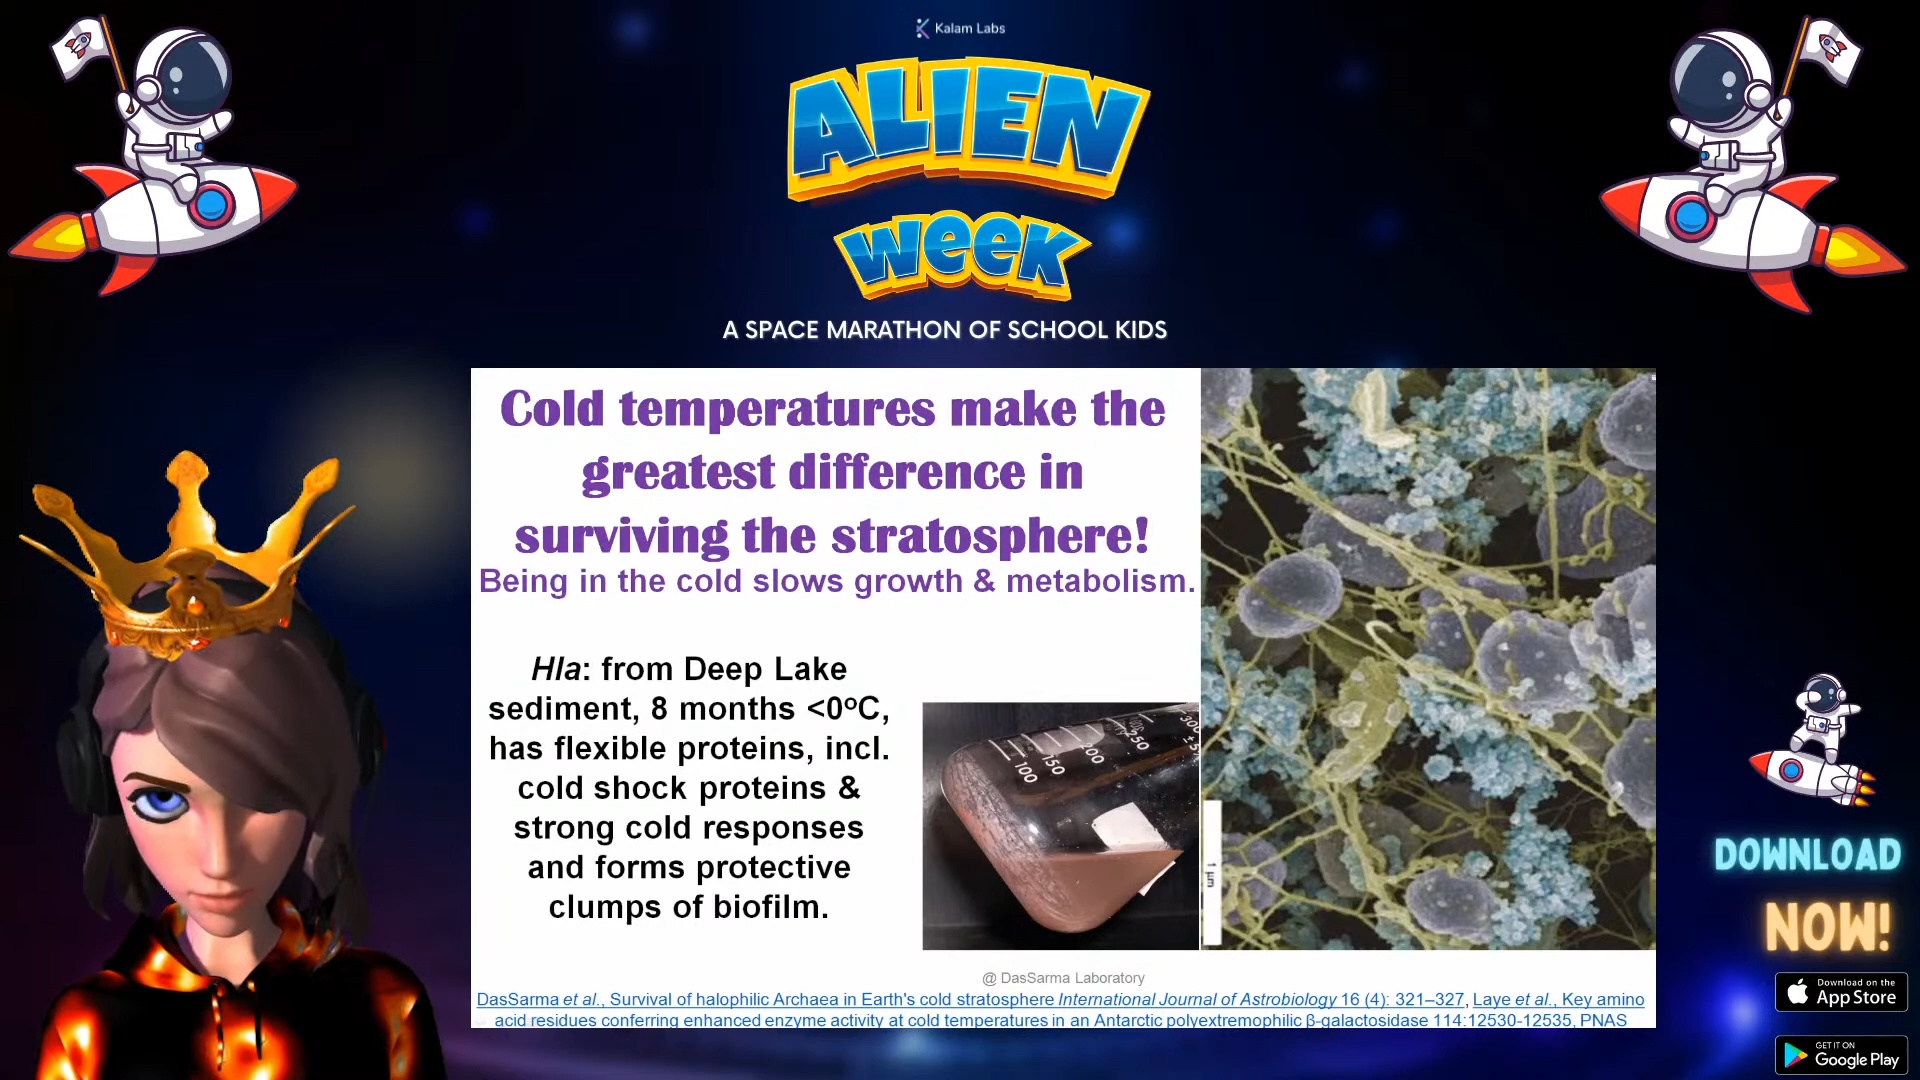 Kalam Labs
ALIEN
WEEK
A SPACE MARATHON OF SCHOOL KIDS
Cold temperatures make the
greatest difference in
surviving the stratosphere!
Being in the cold slows growth & metabolism.
Hla: from Deep Lake
sediment, 8 months <0°C,
has flexible proteins, incl.
cold shock proteins &
strong cold responses
and forms protective
clumps of biofilm.
100
150
200
250
300
1 µm
@ DasSarma Laboratory
DasSarma et al., Survival of halophilic Archaea in Earth's cold stratosphere International Journal of Astrobiology 16 (4): 321–327, Laye et al., Key amino
acid residues conferring enhanced enzyme activity at cold temperatures in an Antarctic polyextremophilic β-galactosidase 114:12530-12535, PNAS
DOWNLOAD
NOW!
Download on the
App Store
GET IT ON
Google Play